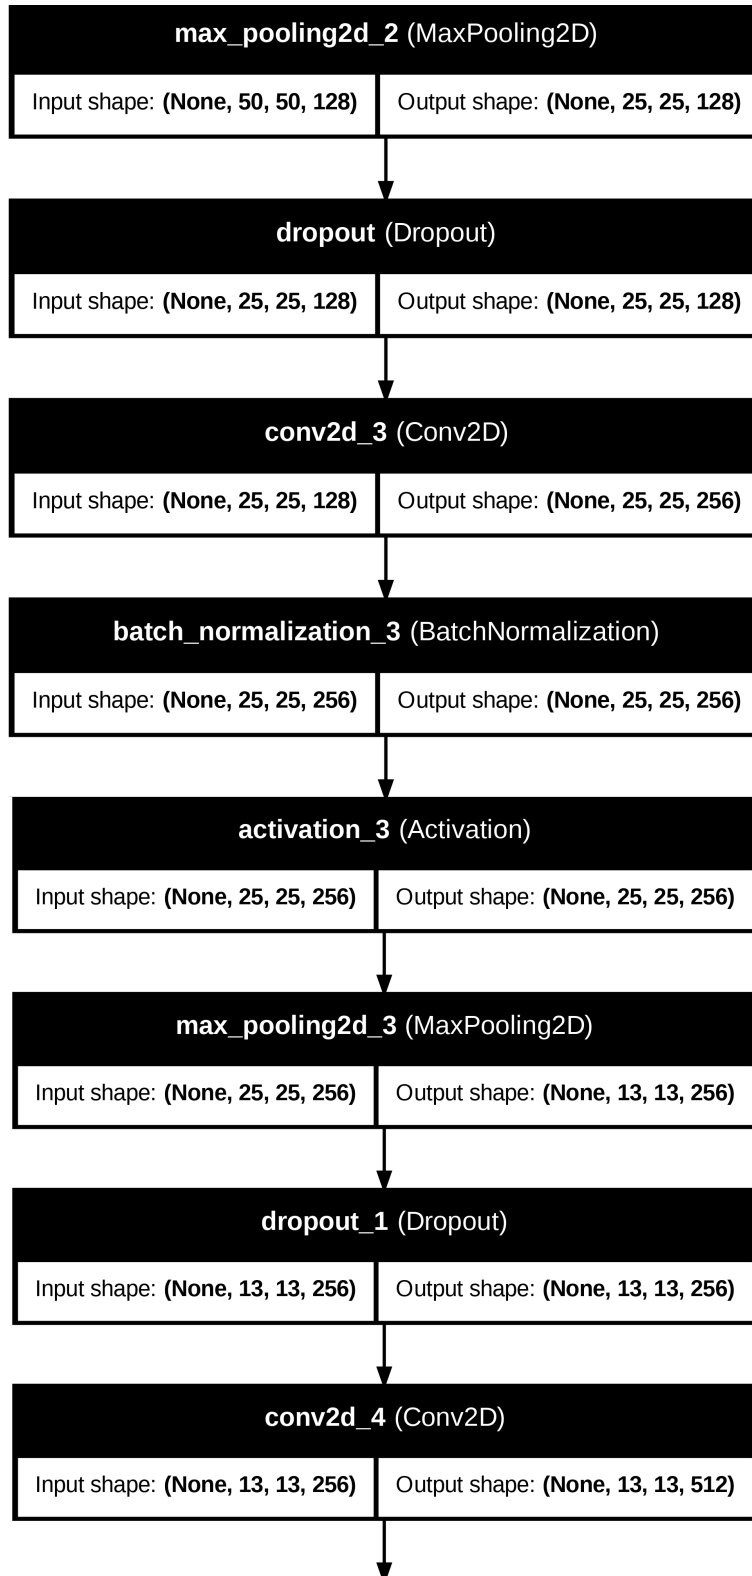 max_pooling2d_2 (MaxPooling2D)
Input shape: (None, 50, 50, 128) Output shape: (None, 25, 25, 128)
dropout (Dropout)
Input shape: (None, 25, 25, 128) Output shape: (None, 25, 25, 128)
conv2d_3 (Conv2D)
Input shape: (None, 25, 25, 128) Output shape: (None, 25, 25, 256)
batch_normalization_3 (BatchNormalization)
Input shape: (None, 25, 25, 256) Output shape: (None, 25, 25, 256)
activation_3 (Activation)
Input shape: (None, 25, 25, 256) Output shape: (None, 25, 25, 256)
max_pooling2d_3 (MaxPooling2D)
Input shape: (None, 25, 25, 256) Output shape: (None, 13, 13, 256)
dropout_1 (Dropout)
Input shape: (None, 13, 13, 256) Output shape: (None, 13, 13, 256)
conv2d_4 (Conv2D)
Input shape: (None, 13, 13, 256) Output shape: (None, 13, 13, 512)